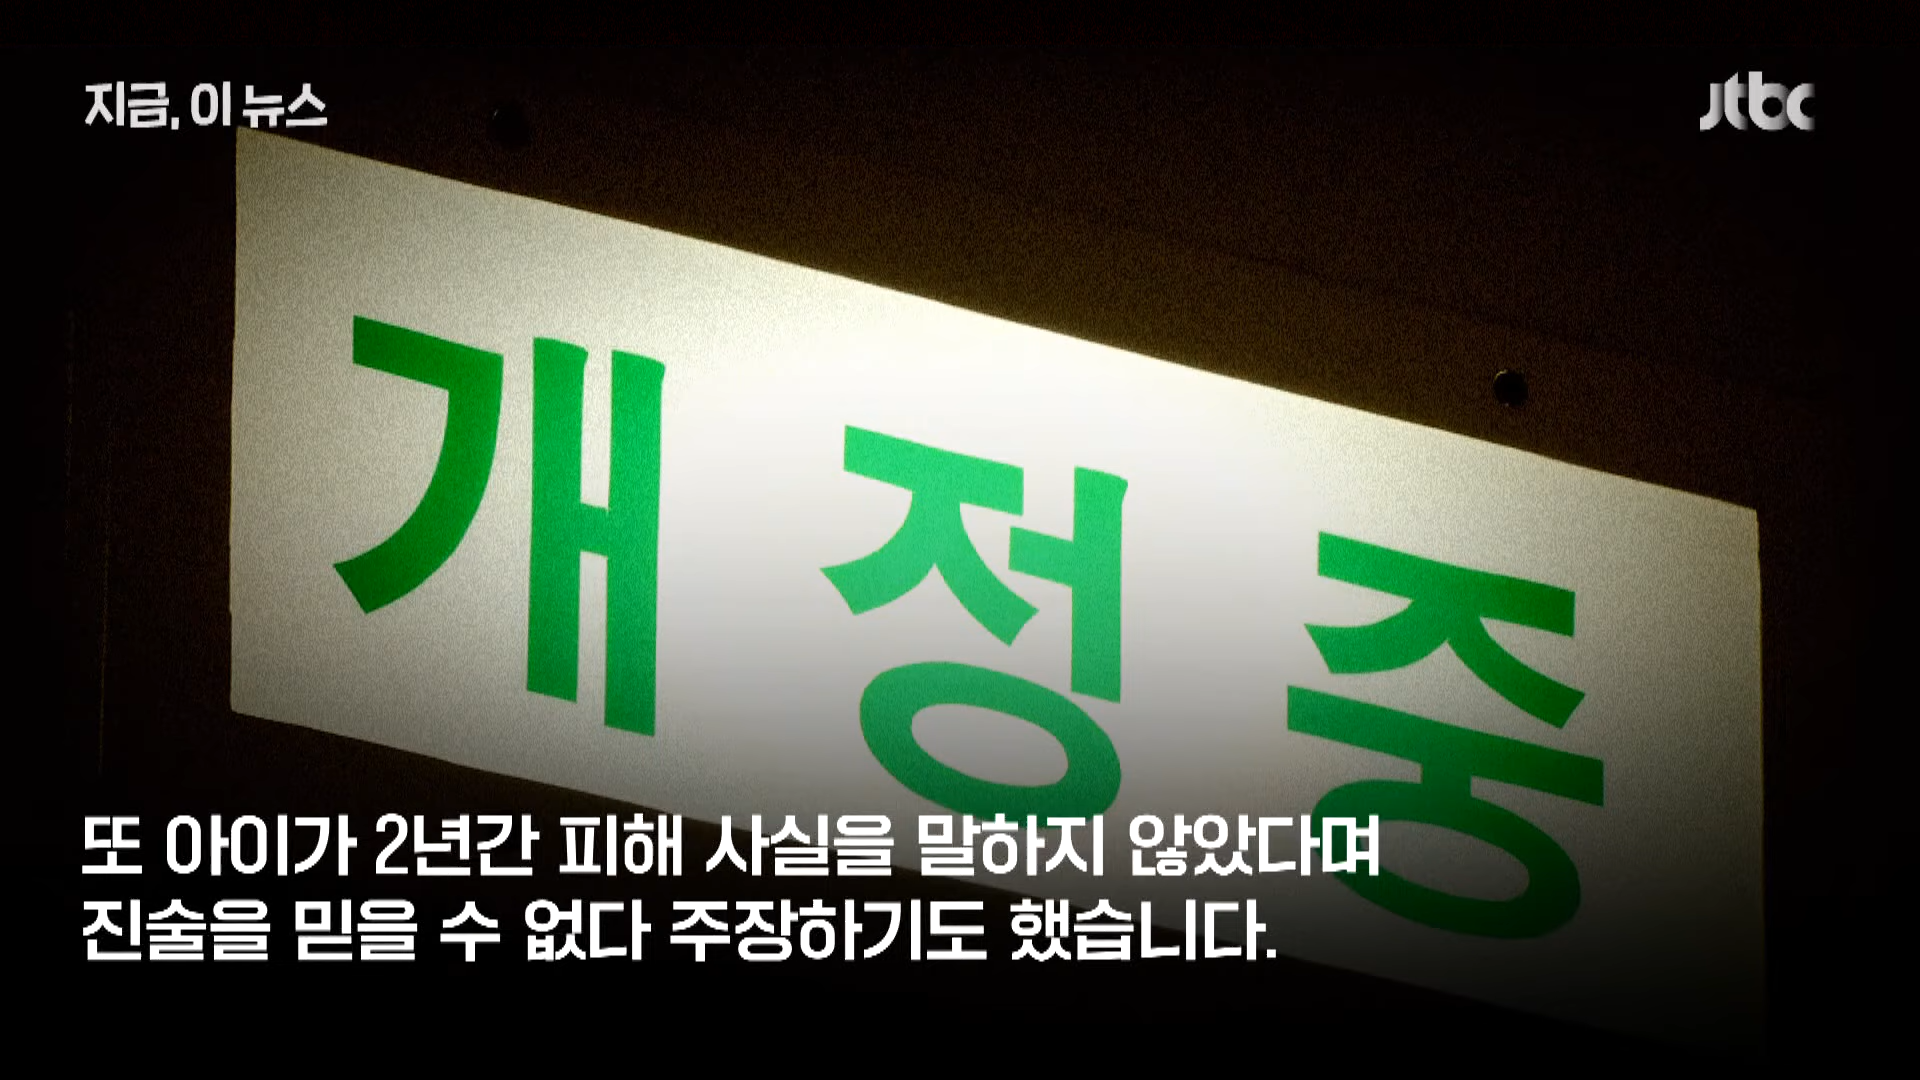 지금, 이 뉴스
jtbc
개정중
또 아이가 2년간 피해 사실을 말하지 않았다며
진술을 믿을 수 없다 주장하기도 했습니다.